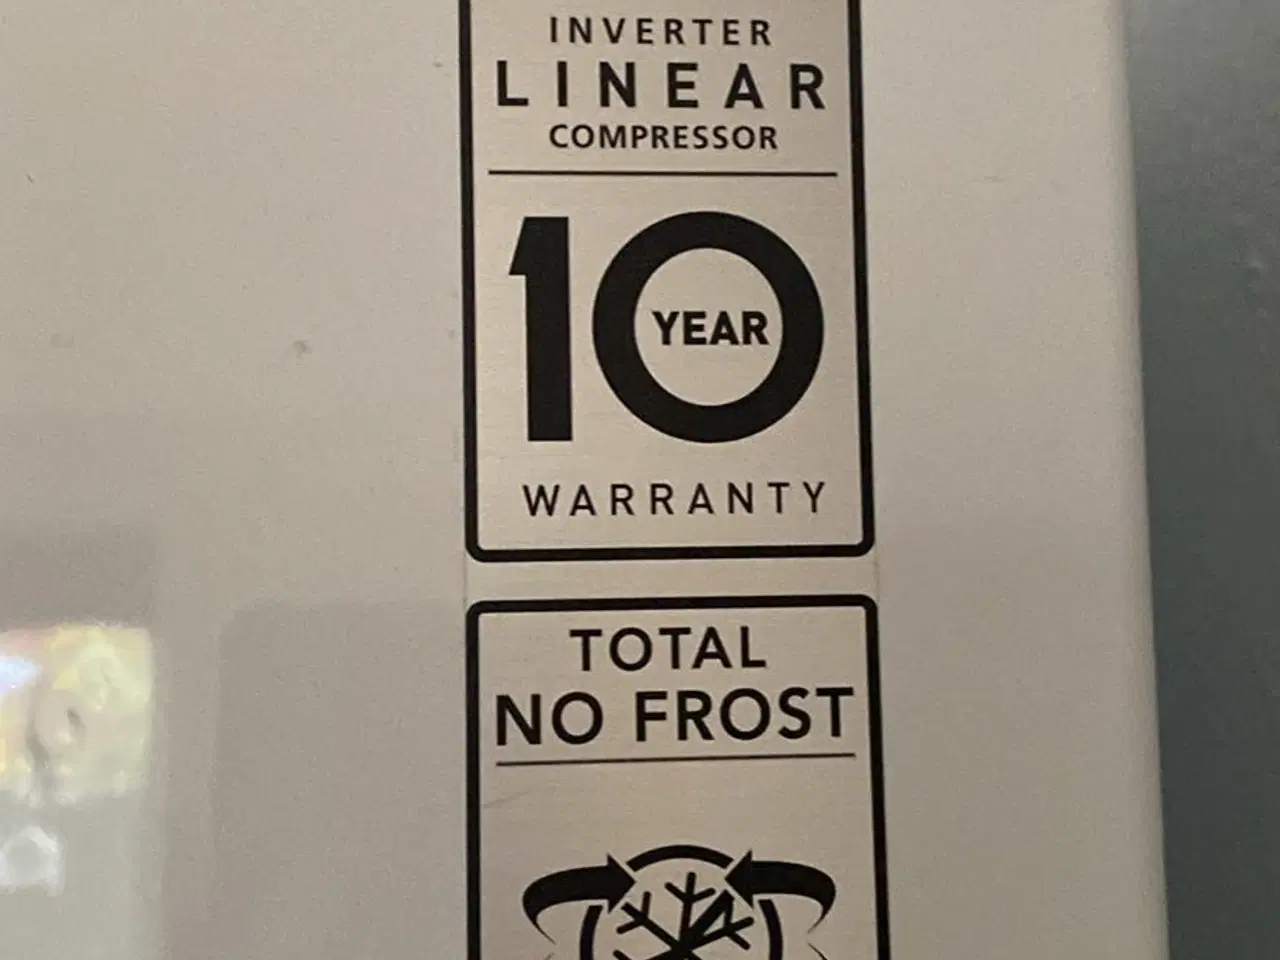 INVERTER
LINEAR
COMPRESSOR
10
YEAR
WARRANTY
TOTAL
NO FROST